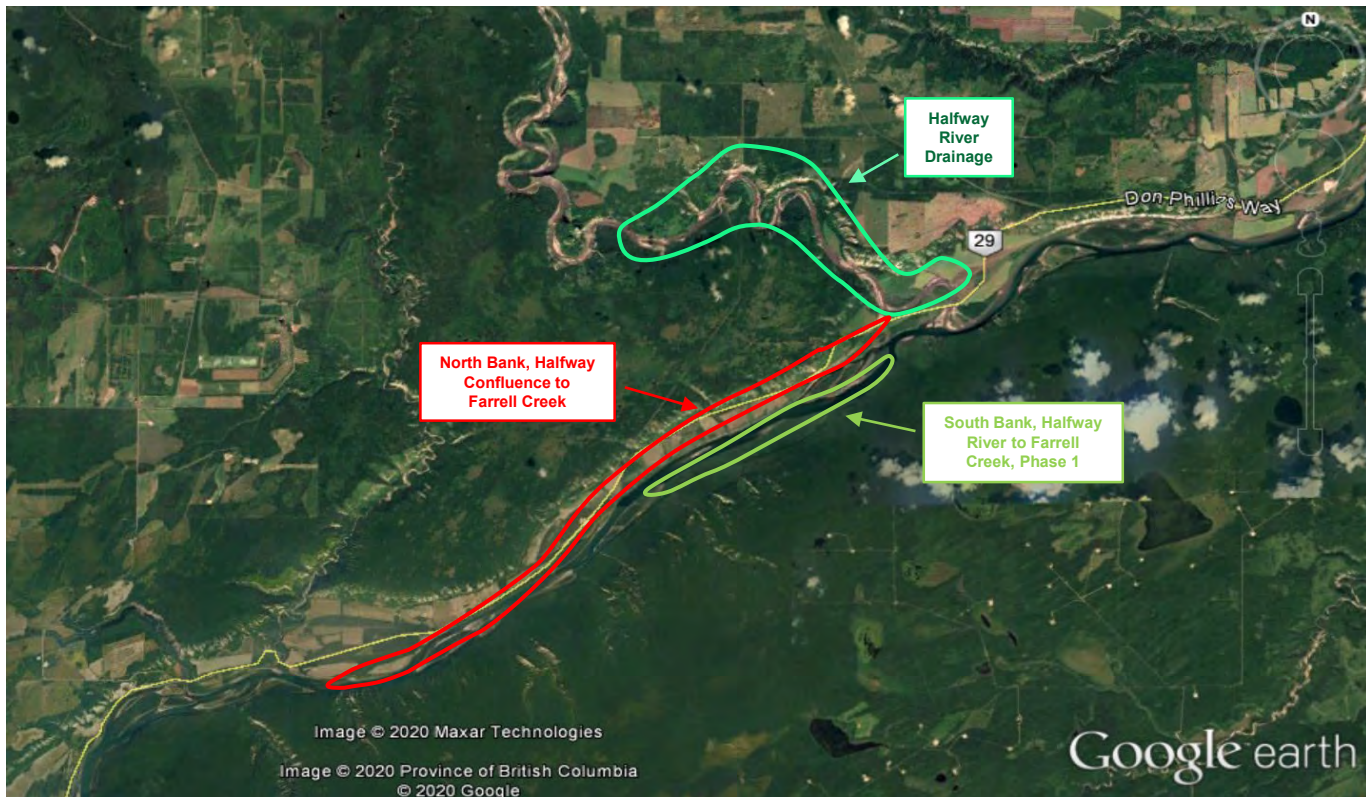 N
Halfway
River
Drainage
Don Phillips Way
29
North Bank, Halfway
Confluence to
Farrell Creek
South Bank, Halfway
River to Farrell
Creek, Phase 1
Image © 2020 Maxar Technologies
Image © 2020 Province of British Columbia
© 2020 Google
Google earth